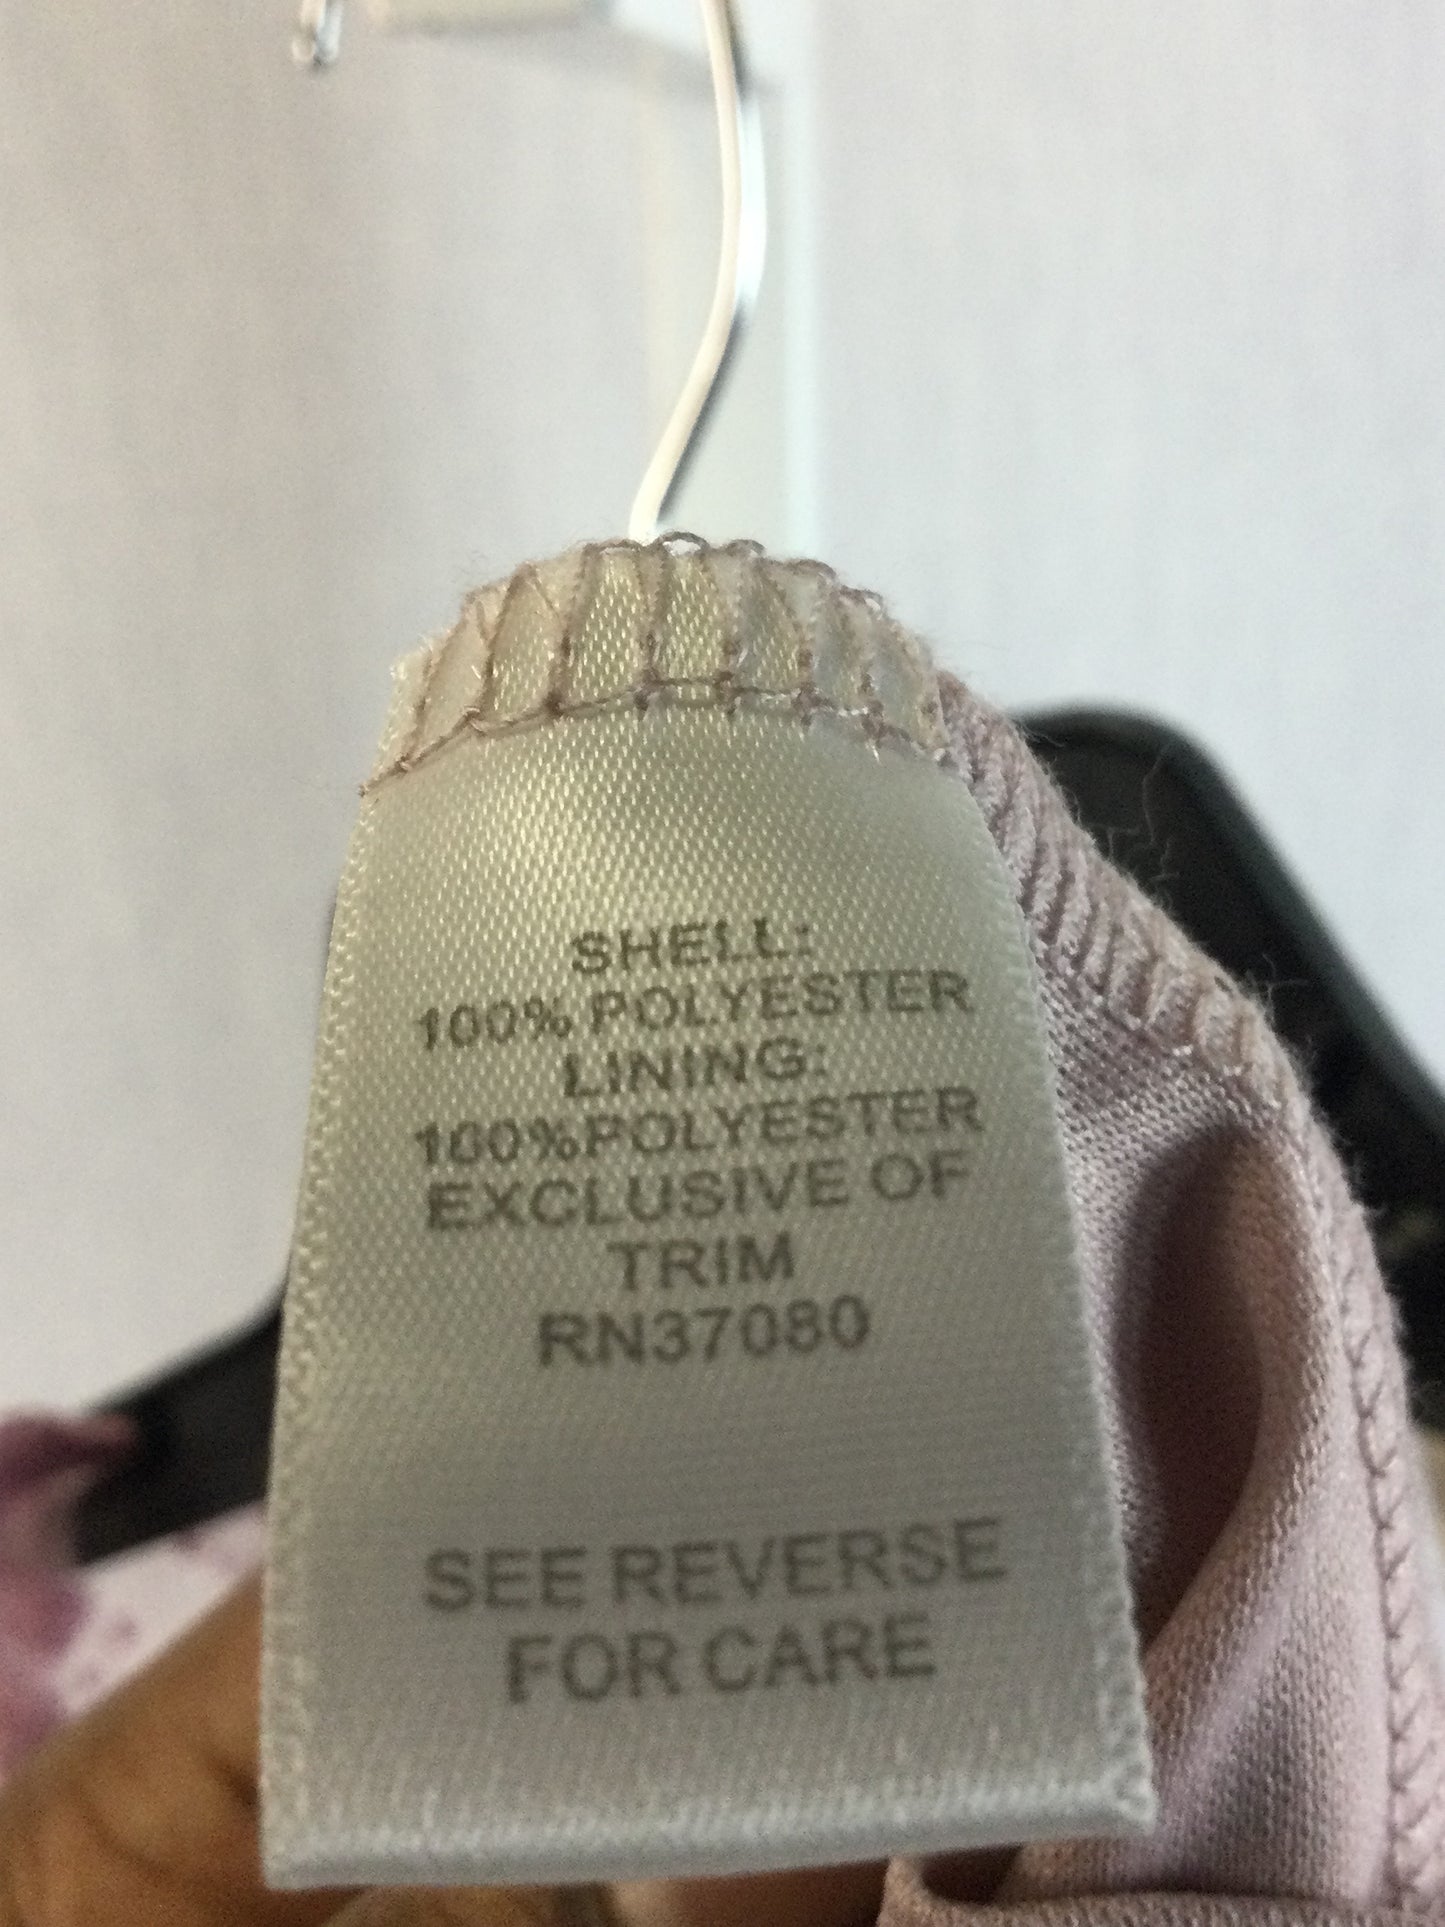 SHELL:
100% POLYESTER
LINING:
100%POLYESTER
EXCLUSIVE OF
TRIM
RN37080
SEE REVERSE
FOR CARE